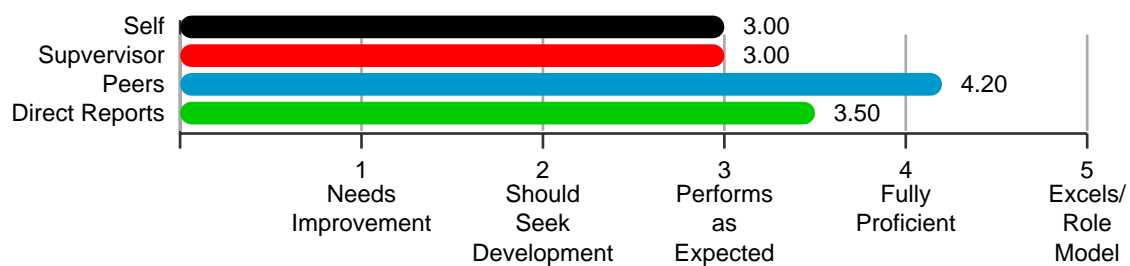 Self 3.00
Supvervisor 3.00
Peers 4.20
Direct Reports 3.50
1 2 3 4 5
Needs Should Performs Fully Excels/
Improvement Seek as Proficient Role
Development Expected Model